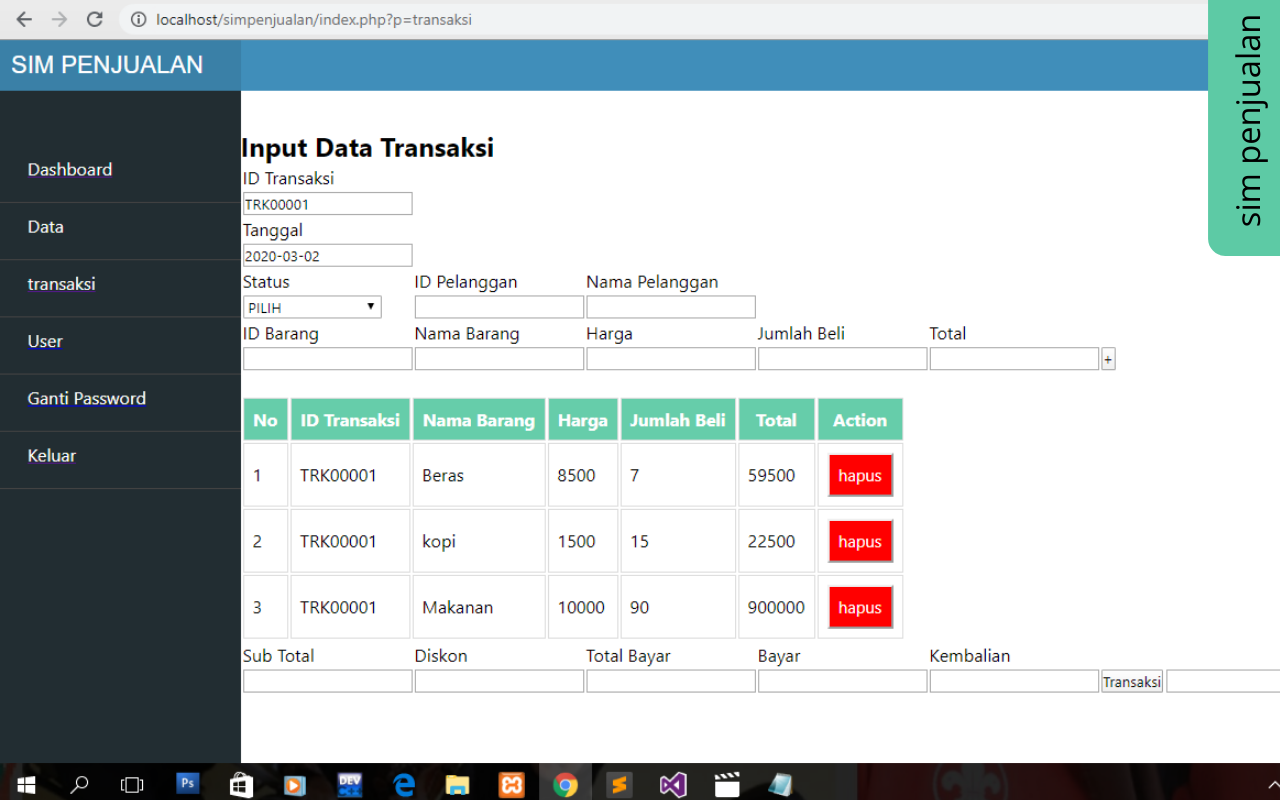 localhost/simpenjualan/index.php?p=transaksi
SIM PENJUALAN
sim penjualan
Dashboard
Data
transaksi
User
Ganti Password
Keluar
Input Data Transaksi
ID Transaksi
TRK00001
Tanggal
2020-03-02
Status ID Pelanggan Nama Pelanggan
PILIH
ID Barang Nama Barang Harga Jumlah Beli Total
+
No ID Transaksi Nama Barang Harga Jumlah Beli Total Action
1 TRK00001 Beras 8500 7 59500 hapus
2 TRK00001 kopi 1500 15 22500 hapus
3 TRK00001 Makanan 10000 90 900000 hapus
Sub Total Diskon Total Bayar Bayar Kembalian
Transaksi
Ps
DEV